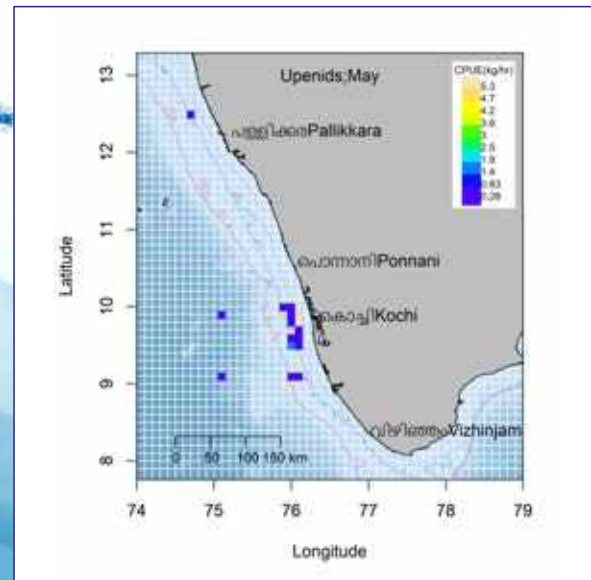 Upenids;May
CPUE(kg/hr)
5.3
4.7
4.2
3.6
3
2.5
1.9
1.4
0.83
0.28
പള്ളിക്കരPallikkara
പൊന്നാനിPonnani
കൊച്ചിKochi
വിഴിഞ്ഞംVizhinjam
0 50 100 150 km
13
12
11
10
9
8
Latitude
74 75 76 77 78 79
Longitude